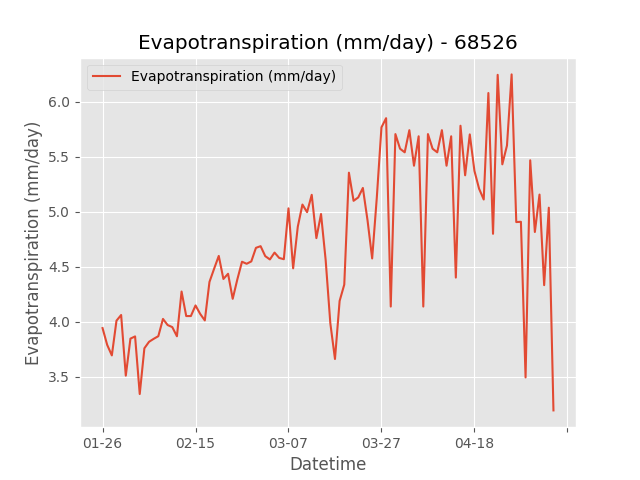 Evapotranspiration (mm/day) - 68526
Evapotranspiration (mm/day)
Evapotranspiration (mm/day)
6.0
5.5
5.0
4.5
4.0
3.5
01-26 02-15 03-07 03-27 04-18
Datetime